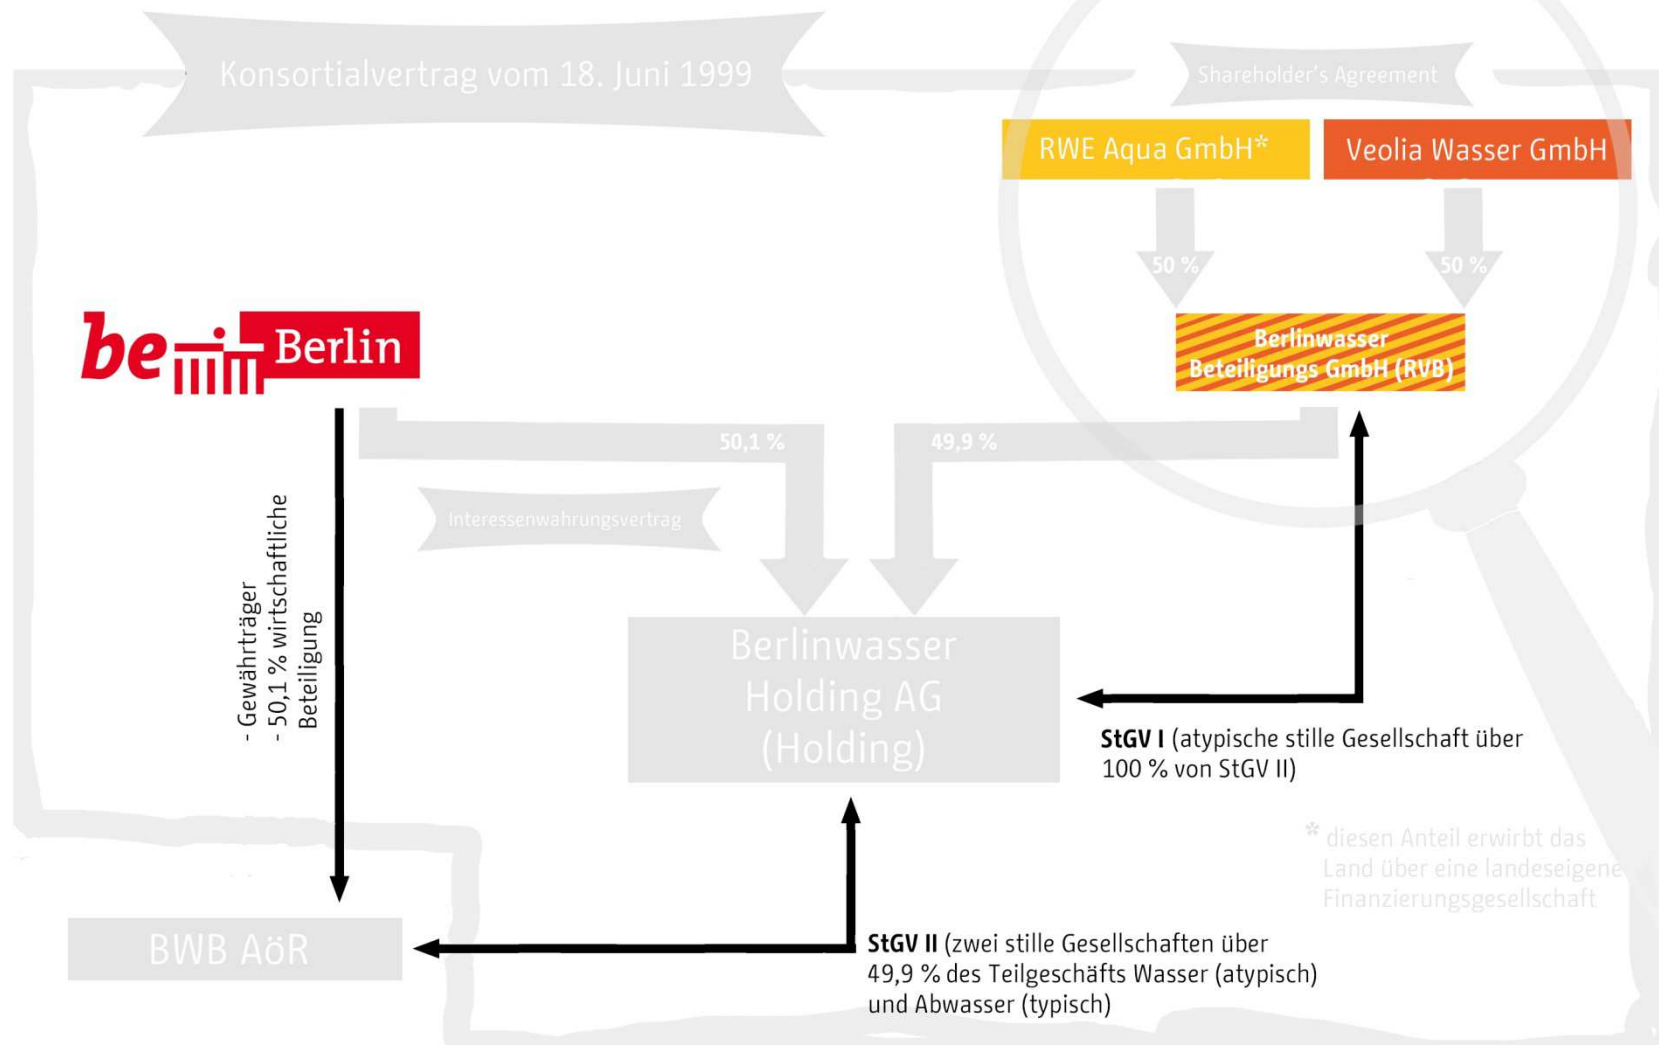 Konsortialvertrag vom 18. Juni 1999
Shareholder's Agreement
RWE Aqua GmbH*
Veolia Wasser GmbH
50 %
50 %
be Berlin
Berlinwasser
Beteiligungs GmbH (RVB)
50,1 %
49,9 %
Interessenwahrungsvertrag
- Gewährträger
- 50,1 % wirtschaftliche
Beteiligung
Berlinwasser
Holding AG
(Holding)
StGV I (atypische stille Gesellschaft über
100 % von StGV II)
* diesen Anteil erwirbt das
Land über eine landeseigene
Finanzierungsgesellschaft
BWB AöR
StGV II (zwei stille Gesellschaften über
49,9 % des Teilgeschäfts Wasser (atypisch)
und Abwasser (typisch)